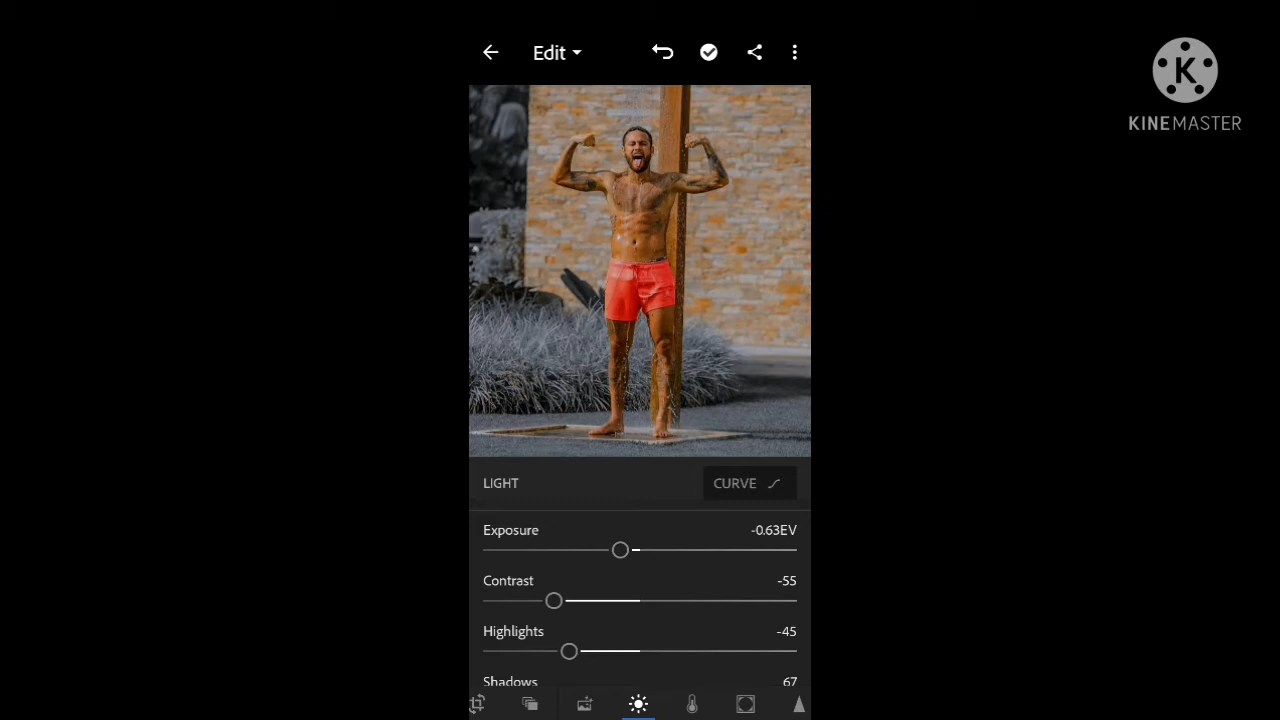 Edit
KINEMASTER
LIGHT
CURVE
Exposure -0.63EV
Contrast -55
Highlights -45
Shadows 67